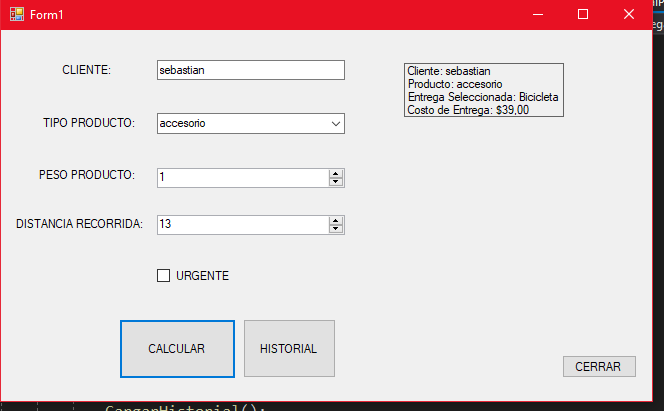 Form1
CLIENTE: sebastian
TIPO PRODUCTO: accesorio
PESO PRODUCTO: 1
DISTANCIA RECORRIDA: 13
URGENTE
CALCULAR HISTORIAL
Cliente: sebastian
Producto: accesorio
Entrega Seleccionada: Bicicleta
Costo de Entrega: $39,00
CERRAR
CargarHistorial();